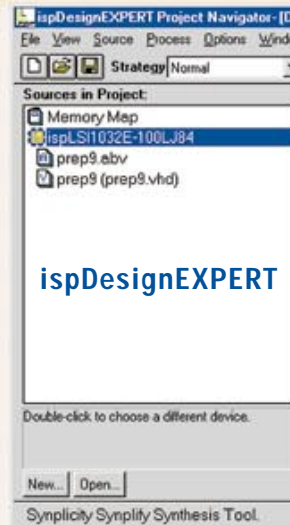 ispDesignEXPERT Project Navigator - [D
File View Source Process Options Wind
Strategy Normal
Sources in Project:
Memory Map
ispLSI1032E-100LJ84
prep9.abv
prep9 (prep9.vhd)
ispDesignEXPERT
Double-click to choose a different device.
New... Open...
Synplicity Synplify Synthesis Tool.